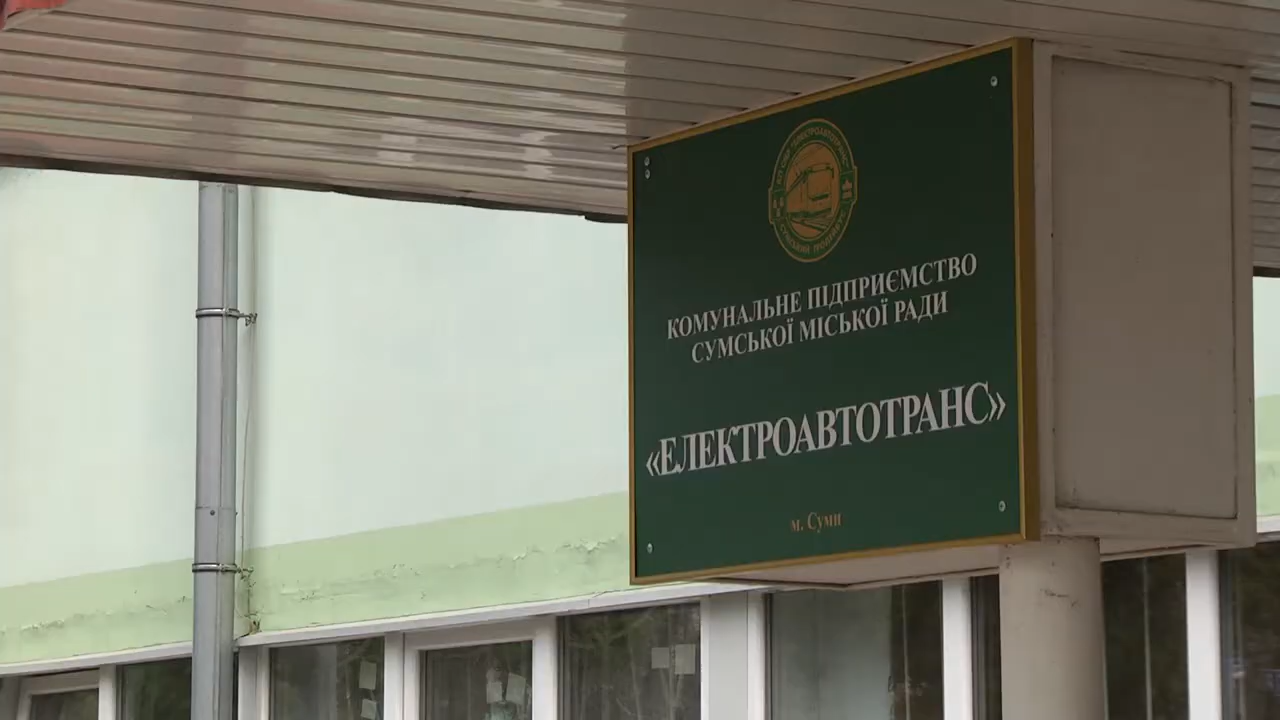 КОМУНАЛЬНЕ ПІДПРИЄМСТВО
СУМСЬКОЇ МІСЬКОЇ РАДИ
«ЕЛЕКТРОАВТОТРАНС»
м. Суми